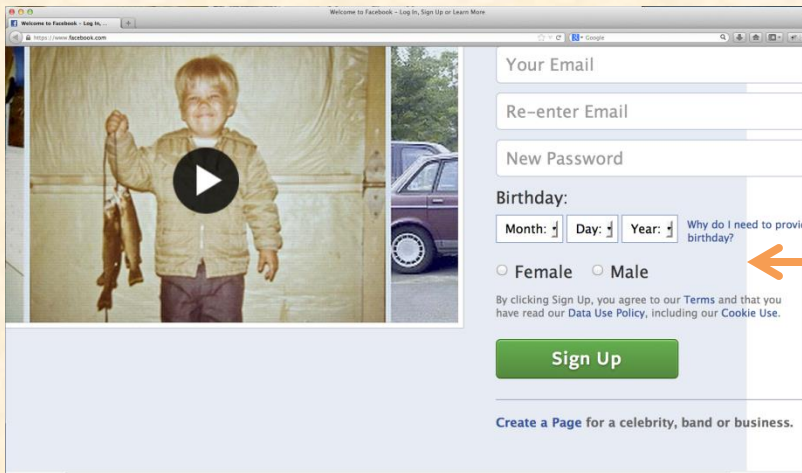 Welcome to Facebook - Log In, Sign Up or Learn More
Welcome to Facebook - Log In, ...
https://www.facebook.com
Google
Your Email
Re-enter Email
New Password
Birthday:
Month: Day: Year: Why do I need to provid
birthday?
Female Male
By clicking Sign Up, you agree to our Terms and that you
have read our Data Use Policy, including our Cookie Use.
Sign Up
Create a Page for a celebrity, band or business.